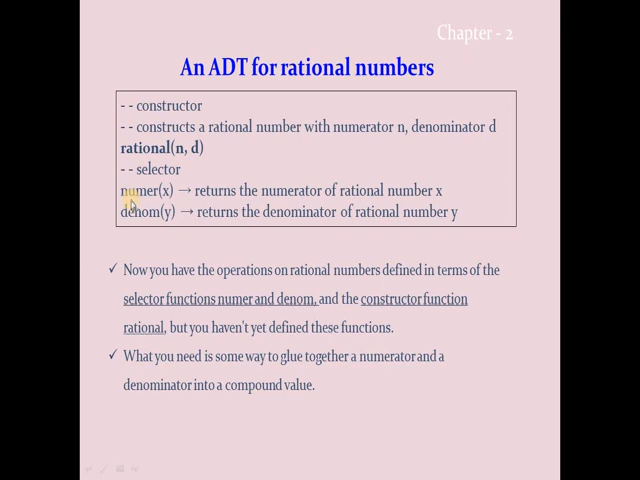 Chapter - 2
An ADT for rational numbers
- - constructor
- - constructs a rational number with numerator n, denominator d
rational(n, d)
- - selector
numer(x) → returns the numerator of rational number x
denom(y) → returns the denominator of rational number y
✓ Now you have the operations on rational numbers defined in terms of the
selector functions numer and denom, and the constructor function
rational, but you haven't yet defined these functions.
✓ What you need is some way to glue together a numerator and a
denominator into a compound value.